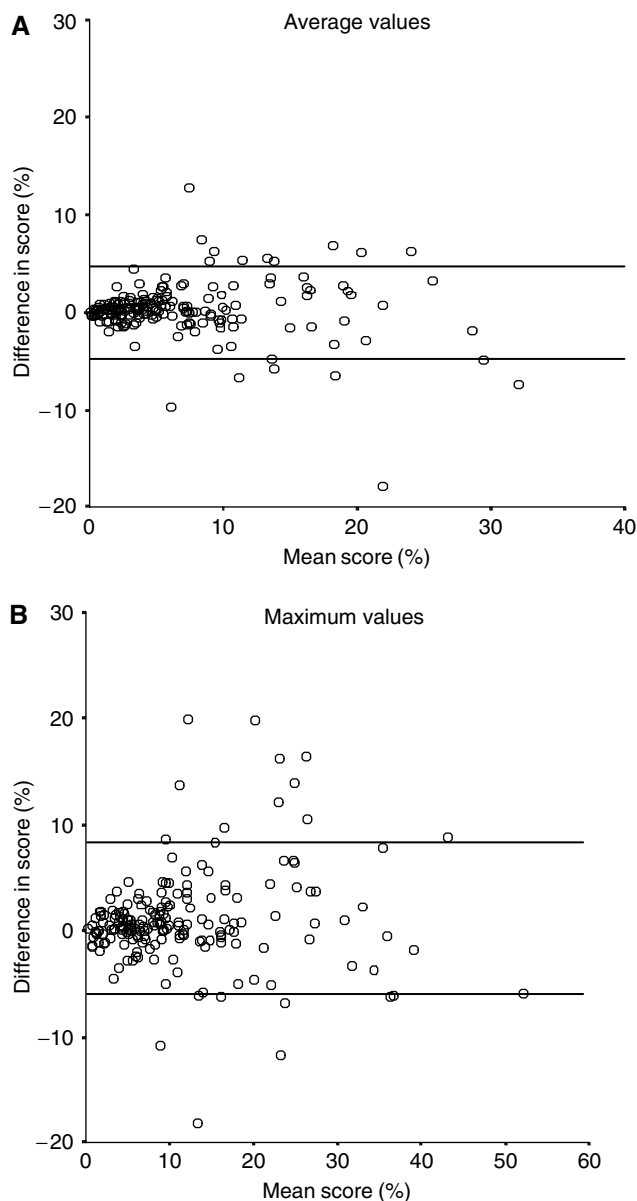 A
Average values
30
20
10
0
−10
−20
Difference in score (%)
0 10 20 30 40
Mean score (%)
B
Maximum values
30
20
10
0
−10
−20
Difference in score (%)
0 10 20 30 40 50 60
Mean score (%)